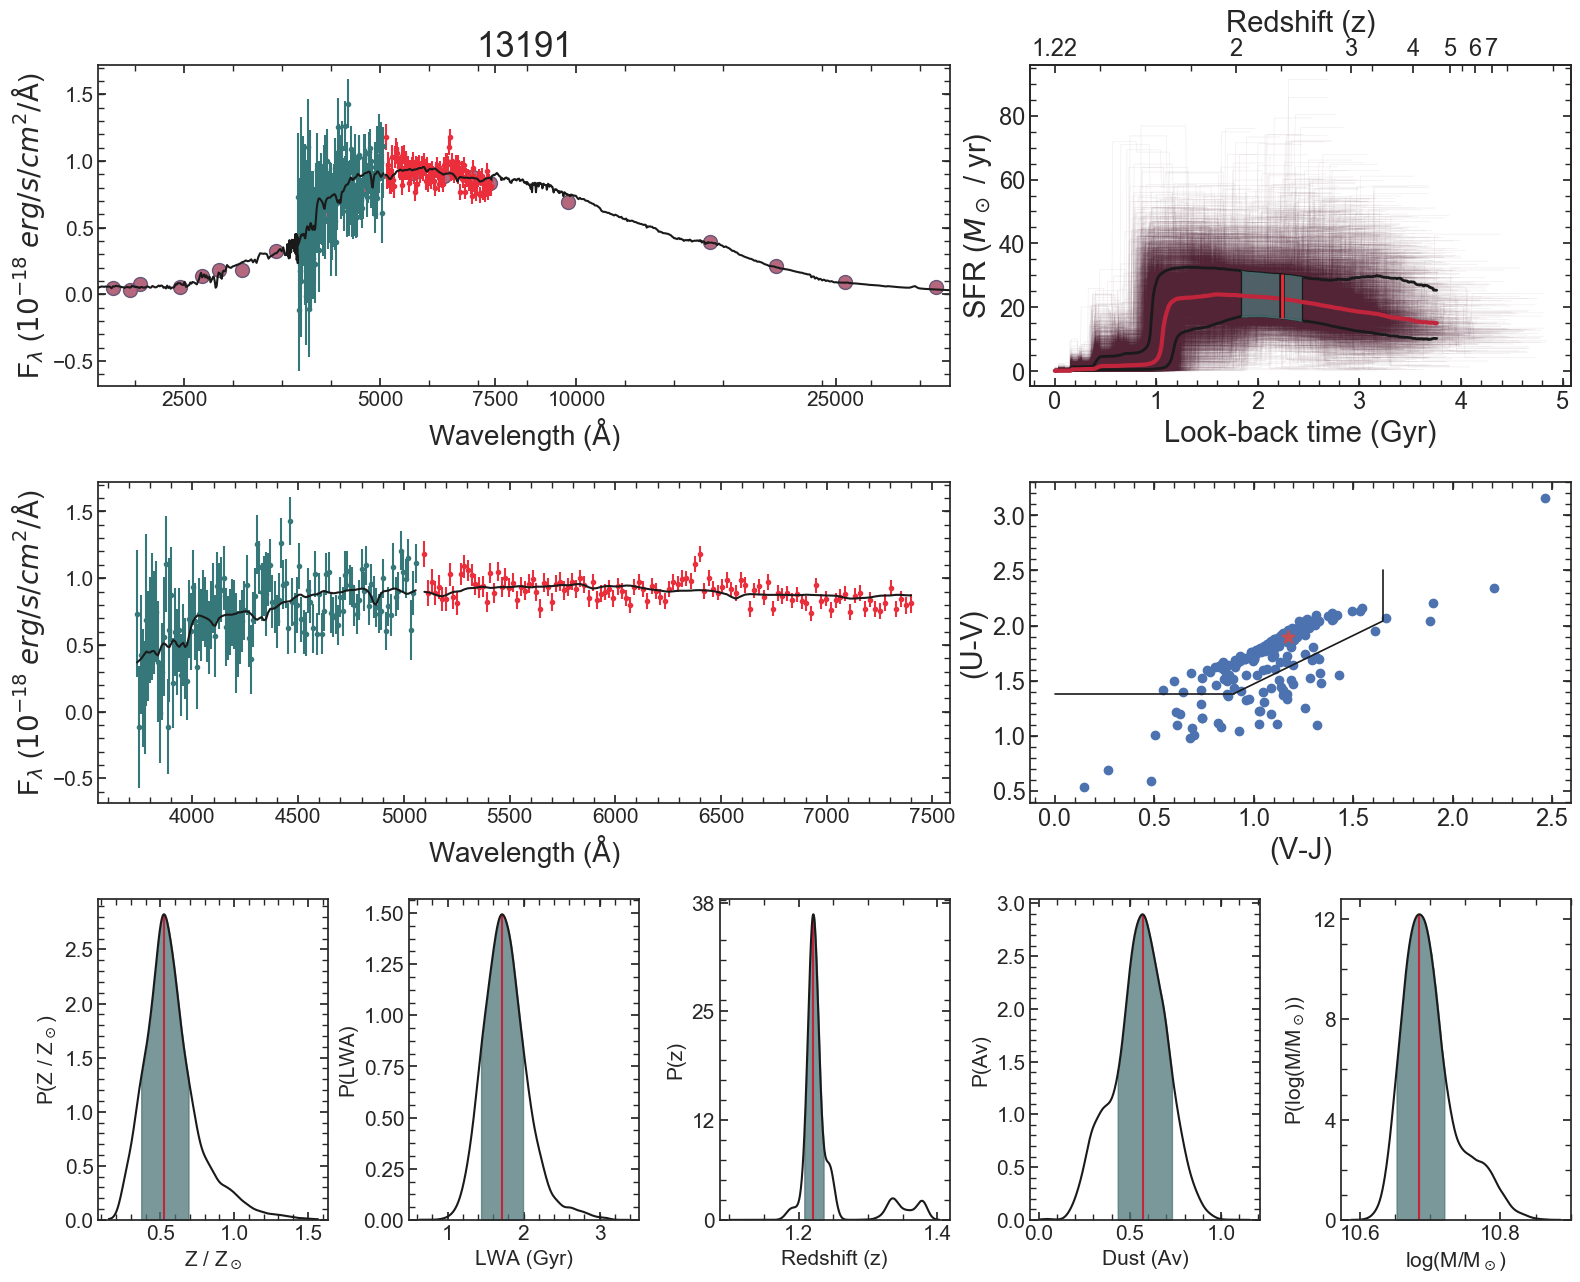 13191
F_λ (10^−18 erg/s/cm^2/Å)
1.5
1.0
0.5
0.0
−0.5
2500 5000 7500 10000 25000
Wavelength (Å)
Redshift (z)
1.22 2 3 4 5 6 7
SFR (M_⊙ / yr)
80
60
40
20
0
0 1 2 3 4 5
Look-back time (Gyr)
F_λ (10^−18 erg/s/cm^2/Å)
1.5
1.0
0.5
0.0
−0.5
4000 4500 5000 5500 6000 6500 7000 7500
Wavelength (Å)
(U-V)
3.0
2.5
2.0
1.5
1.0
0.5
0.0 0.5 1.0 1.5 2.0 2.5
(V-J)
P(Z / Z_⊙)
2.5
2.0
1.5
1.0
0.5
0.0
0.5 1.0 1.5
Z / Z_⊙
P(LWA)
1.50
1.25
1.00
0.75
0.50
0.25
0.00
1 2 3
LWA (Gyr)
P(z)
38
25
12
0
1.2 1.4
Redshift (z)
P(Av)
3.0
2.5
2.0
1.5
1.0
0.5
0.0
0.0 0.5 1.0
Dust (Av)
P(log(M/M_⊙))
12
8
4
0
10.6 10.8
log(M/M_⊙)